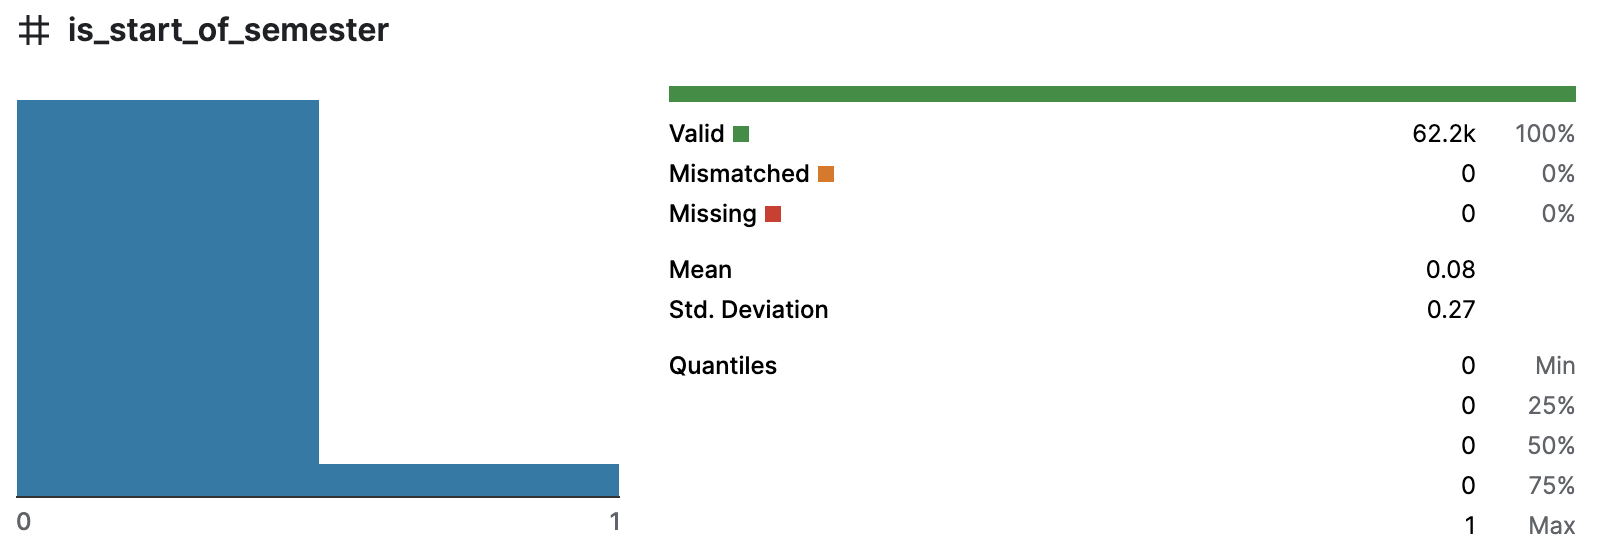 is_start_of_semester
Valid 62.2k 100%
Mismatched 0 0%
Missing 0 0%
Mean 0.08
Std. Deviation 0.27
Quantiles 0 Min
0 25%
0 50%
0 75%
1 Max
0 1